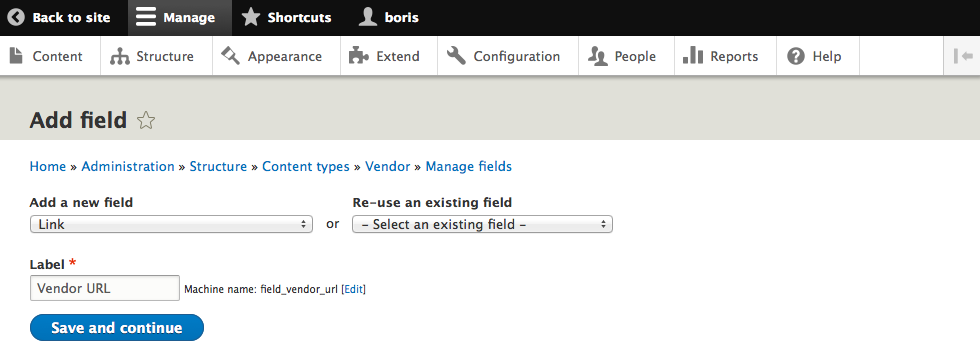 Back to site Manage Shortcuts boris
Content Structure Appearance Extend Configuration People Reports Help
Add field
Home » Administration » Structure » Content types » Vendor » Manage fields
Add a new field Re-use an existing field
Link or - Select an existing field -
Label *
Vendor URL Machine name: field_vendor_url [Edit]
Save and continue